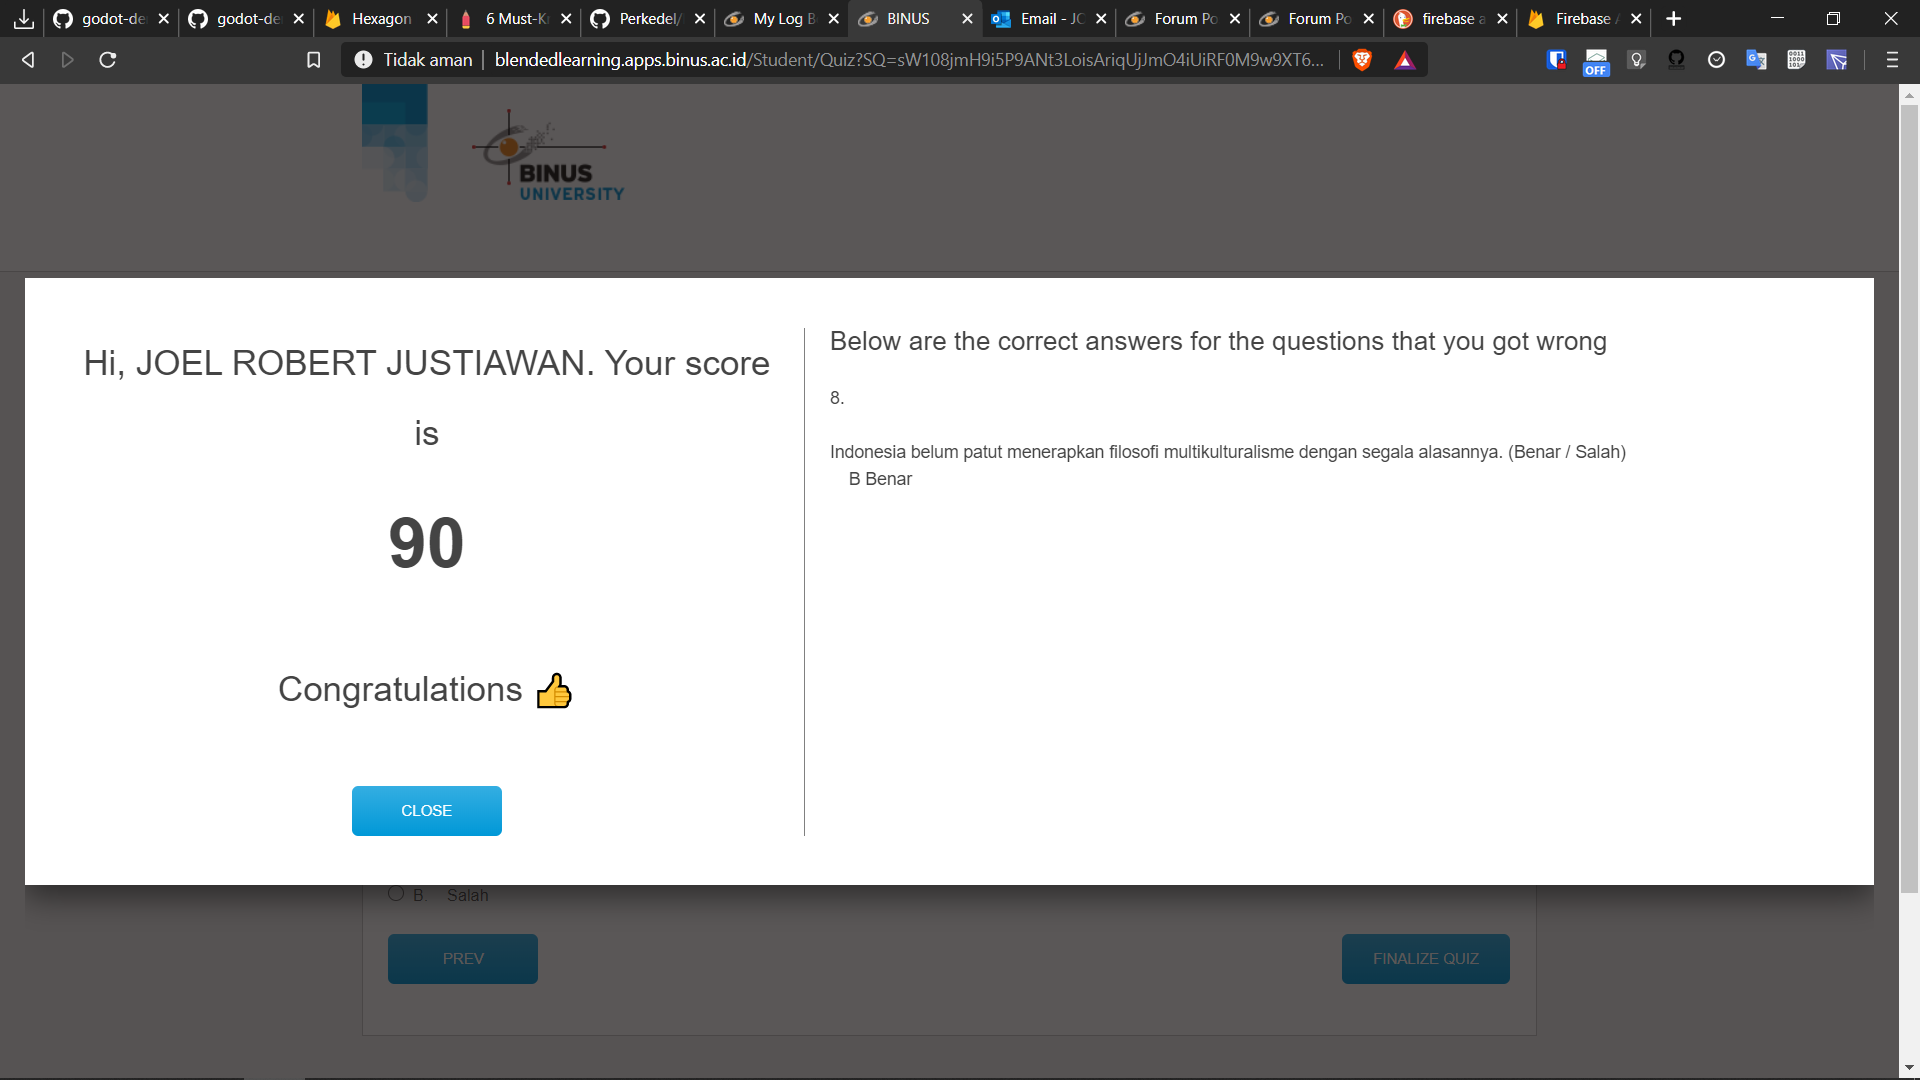 godot-de
godot-de
Hexagon
6 Must-K
Perkedel/
My Log B
BINUS
Email - JO
Forum Po
Forum Po
firebase a
Firebase
Tidak aman
blendedlearning.apps.binus.ac.id/Student/Quiz?SQ=sW108jmH9i5P9ANt3LoisAriqUjJmO4iUiRF0M9w9XT6...
OFF
BINUS
UNIVERSITY
Hi, JOEL ROBERT JUSTIAWAN. Your score
is
90
Congratulations 👍
CLOSE
Below are the correct answers for the questions that you got wrong
8.
Indonesia belum patut menerapkan filosofi multikulturalisme dengan segala alasannya. (Benar / Salah)
B Benar
B. Salah
PREV
FINALIZE QUIZ